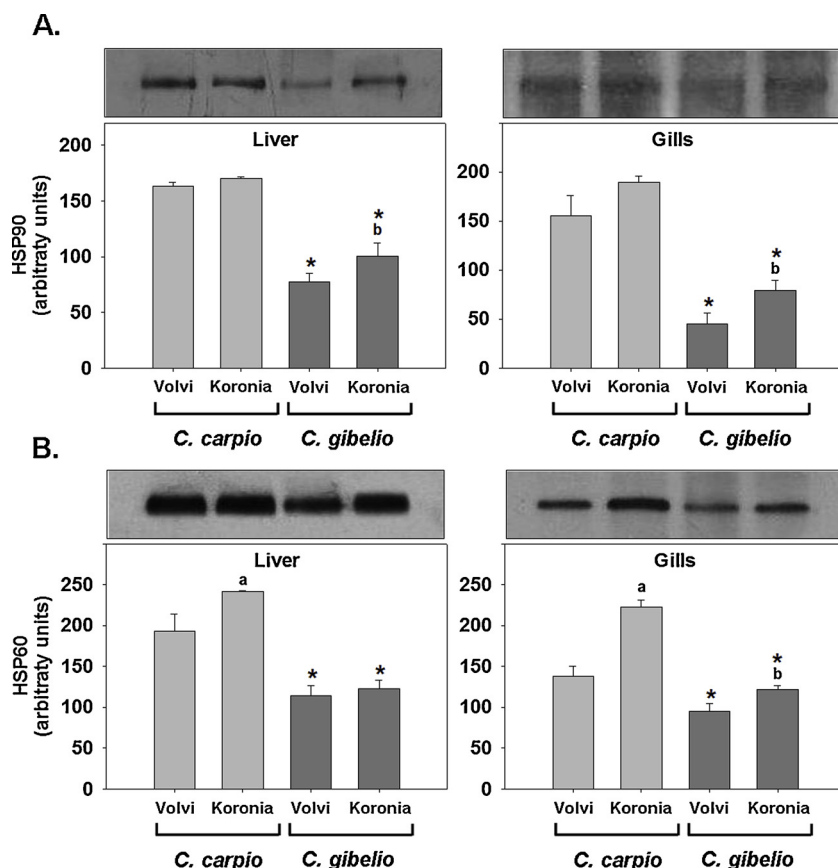 A.
Liver
Gills
HSP90
(arbitraty units)
200
150
100
50
0
*
*
b
200
150
100
50
0
*
*
b
Volvi Koronia Volvi Koronia
C. carpio C. gibelio
Volvi Koronia Volvi Koronia
C. carpio C. gibelio
B.
Liver
Gills
HSP60
(arbitraty units)
250
200
150
100
50
0
a
*
*
250
200
150
100
50
0
a
*
*
b
Volvi Koronia Volvi Koronia
C. carpio C. gibelio
Volvi Koronia Volvi Koronia
C. carpio C. gibelio